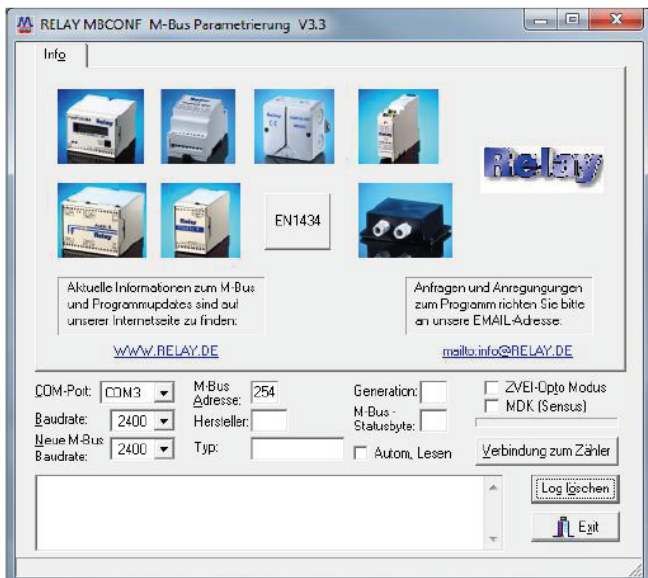 RELAY MBCONF M-Bus Parametrierung V3.3
Info
Relay
EN1434
Aktuelle Informationen zum M-Bus
und Programmupdates sind auf
unserer Internetseite zu finden:
WWW.RELAY.DE
Anfragen und Anregungungen
zum Programm richten Sie bitte
an unsere EMAIL-Adresse:
mailto:info@RELAY.DE
COM-Port: COM3
Baudrate: 2400
Neue M-Bus
Baudrate: 2400
M-Bus
Adresse: 254
Hersteller:
Typ:
Generation:
M-Bus -
Statusbyte:
Autom. Lesen
ZVEI-Opto Modus
MDK (Sensus)
Verbindung zum Zähler
Log löschen
Exit